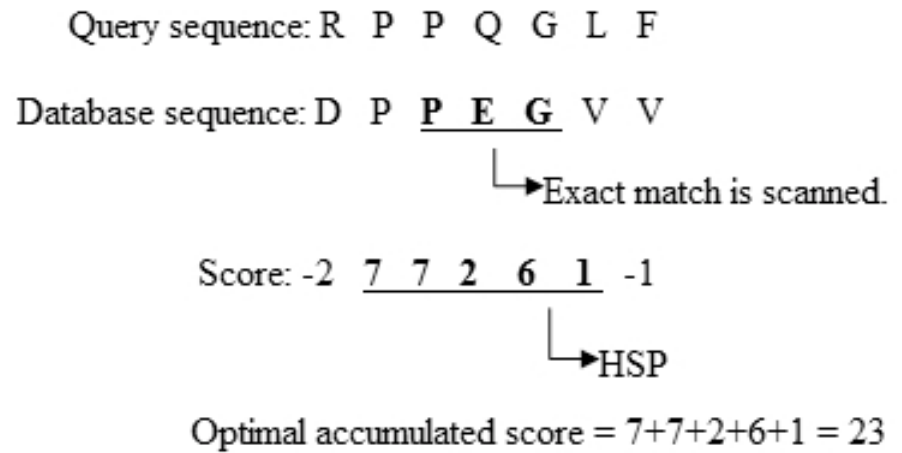 Query sequence: R P P Q G L F
Database sequence: D P P E G V V
Exact match is scanned.
Score: -2 7 7 2 6 1 -1
HSP
Optimal accumulated score = 7+7+2+6+1 = 23